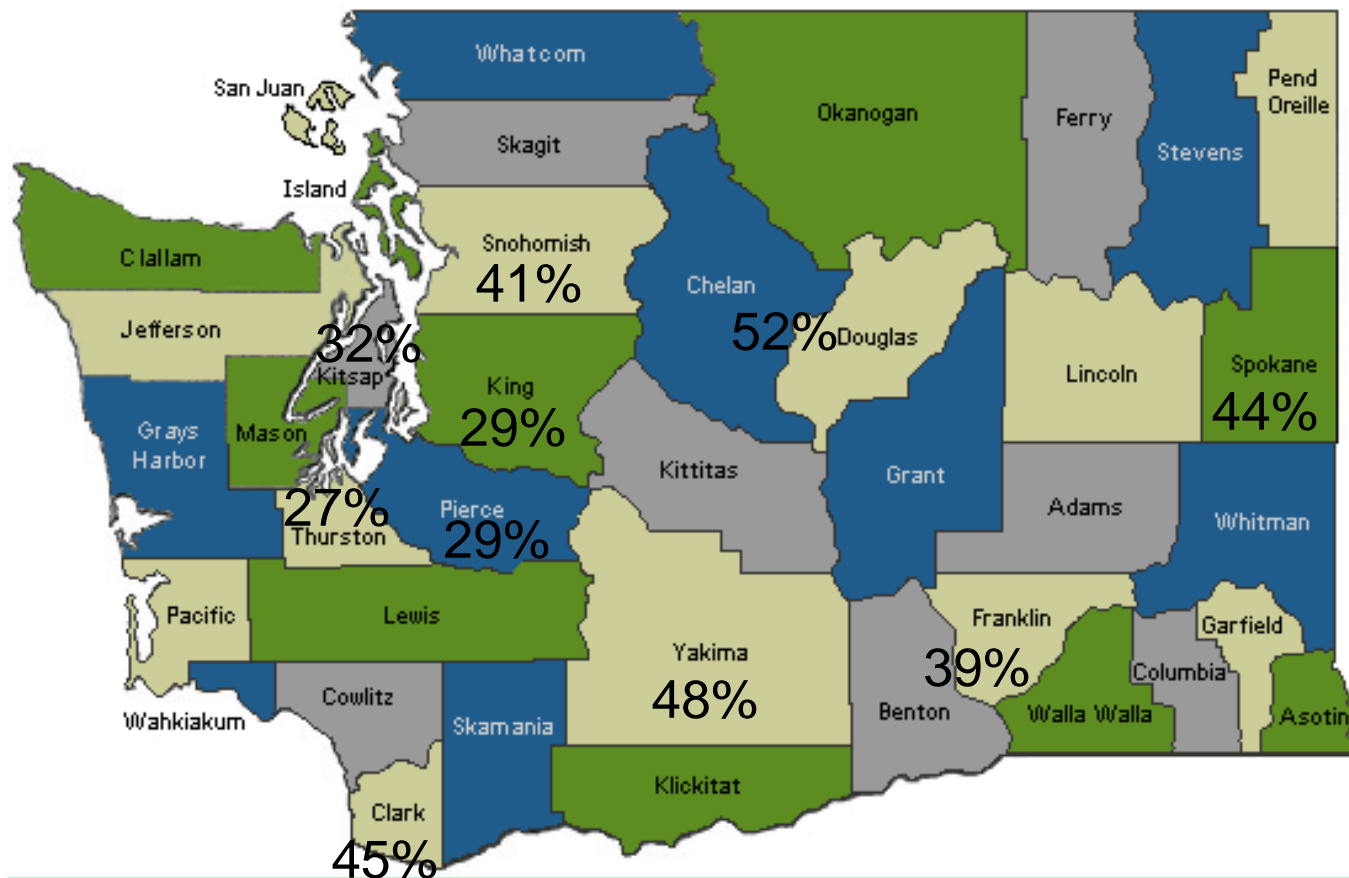 Whatcom
San Juan
Okanogan
Ferry
Pend
Oreille
Skagit
Stevens
Island
Snohomish
41%
Clallam
Chelan
52%
Douglas
Jefferson
32%
Kitsap
King
29%
Lincoln
Spokane
44%
Grays
Harbor
Mason
Kittitas
Grant
Adams
Whitman
27%
Thurston
Pierce
29%
Pacific
Lewis
Yakima
48%
Franklin
39%
Garfield
Columbia
Wahkiakum
Cowlitz
Skamania
Benton
Walla Walla
Asotin
Klickitat
Clark
45%